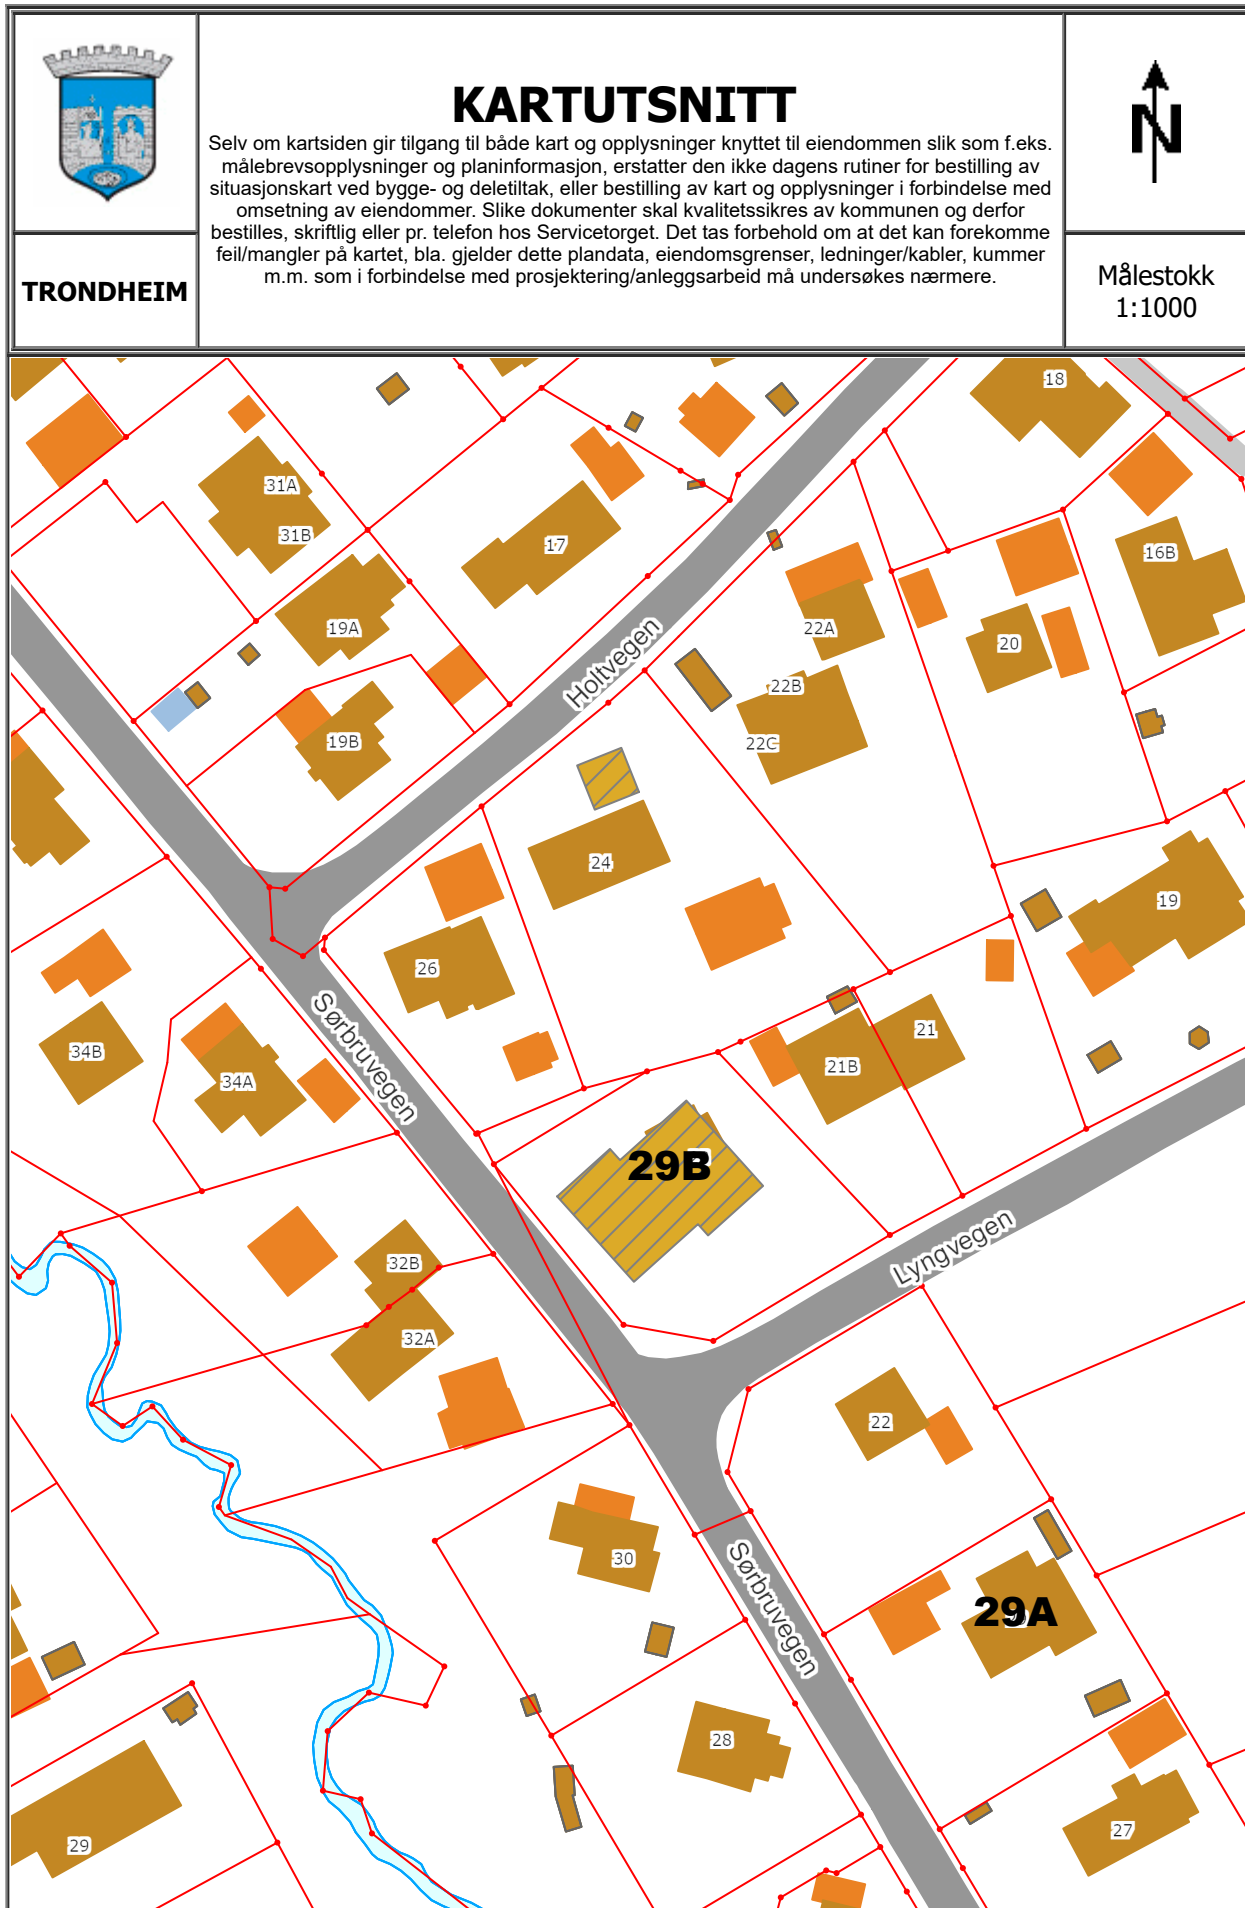 KARTUTSNITT
Selv om kartsiden gir tilgang til både kart og opplysninger knyttet til eiendommen slik som f.eks.
målebrevsopplysninger og planinformasjon, erstatter den ikke dagens rutiner for bestilling av
situasjonskart ved bygge- og deletiltak, eller bestilling av kart og opplysninger i forbindelse med
omsetning av eiendommer. Slike dokumenter skal kvalitetssikres av kommunen og derfor
bestilles, skriftlig eller pr. telefon hos Servicetorget. Det tas forbehold om at det kan forekomme
feil/mangler på kartet, bla. gjelder dette plandata, eiendomsgrenser, ledninger/kabler, kummer
m.m. som i forbindelse med prosjektering/anleggsarbeid må undersøkes nærmere.
N
TRONDHEIM
Målestokk
1:1000
18
31A
31B
17
16B
19A
22A
20
Holtvegen
22B
19B
22C
24
19
26
Sørbruvegen
21
34B
21B
34A
29B
Lyngvegen
32B
32A
22
30
Sørbruvegen
29A
28
27
29